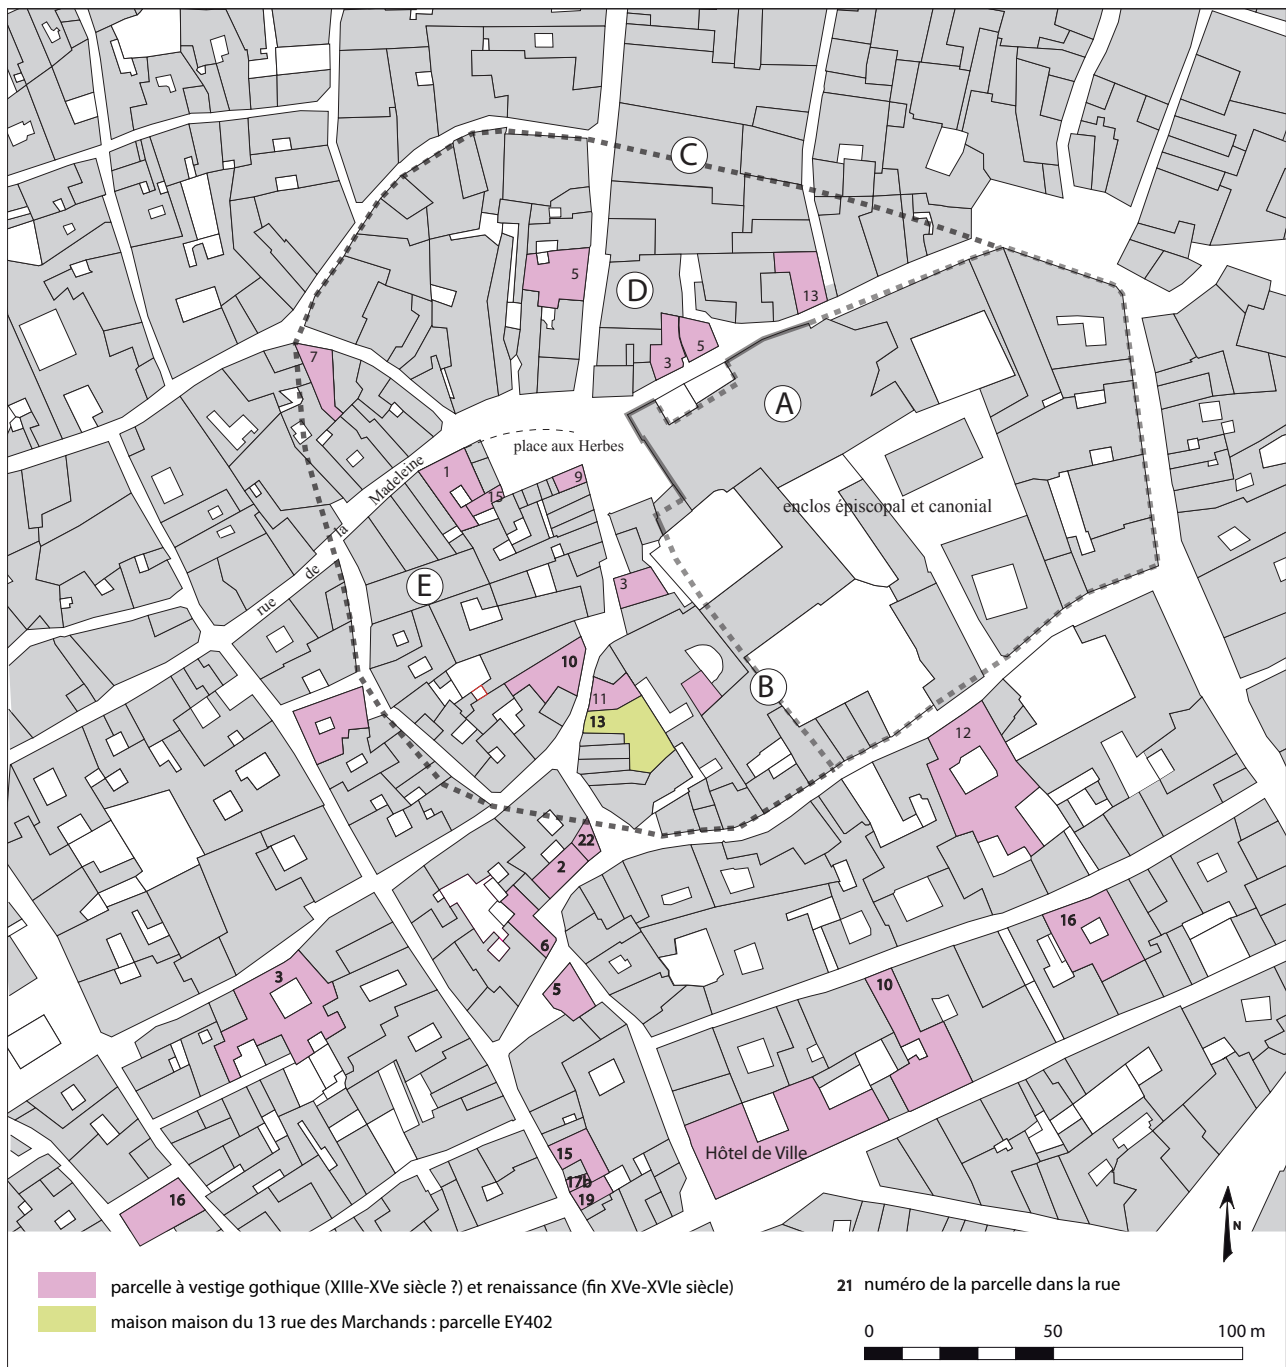 C
5
D
13
7
3
5
A
place aux Herbes
1
15
9
enclos épiscopal et canonial
rue de la Madeleine
E
3
10
11
B
13
12
22
2
6
16
3
5
10
15
Hôtel de Ville
17b
16
19
N
parcelle à vestige gothique (XIIIe-XVe siècle ?) et renaissance (fin XVe-XVIe siècle)
21 numéro de la parcelle dans la rue
maison maison du 13 rue des Marchands : parcelle EY402
0 50 100 m